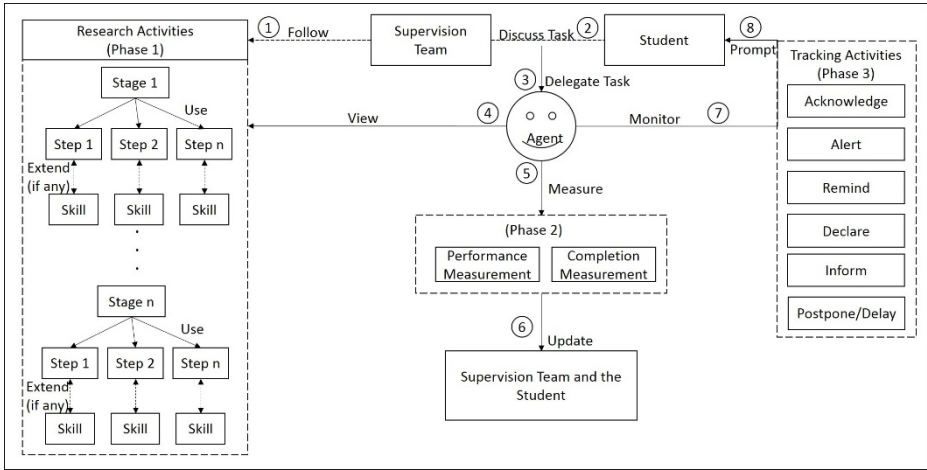 Research Activities
(Phase 1)
Stage 1
Use
Step 1
Step 2
Step n
Extend
(if any)
Skill
Skill
Skill
Stage n
Use
Step 1
Step 2
Step n
Extend
(if any)
Skill
Skill
Skill
1
Follow
Supervision
Team
Discuss Task
2
Student
8
Prompt
3
Delegate Task
View
4
Agent
Monitor
7
5
Measure
(Phase 2)
Performance
Measurement
Completion
Measurement
6
Update
Supervision Team and the
Student
Tracking Activities
(Phase 3)
Acknowledge
Alert
Remind
Declare
Inform
Postpone/Delay